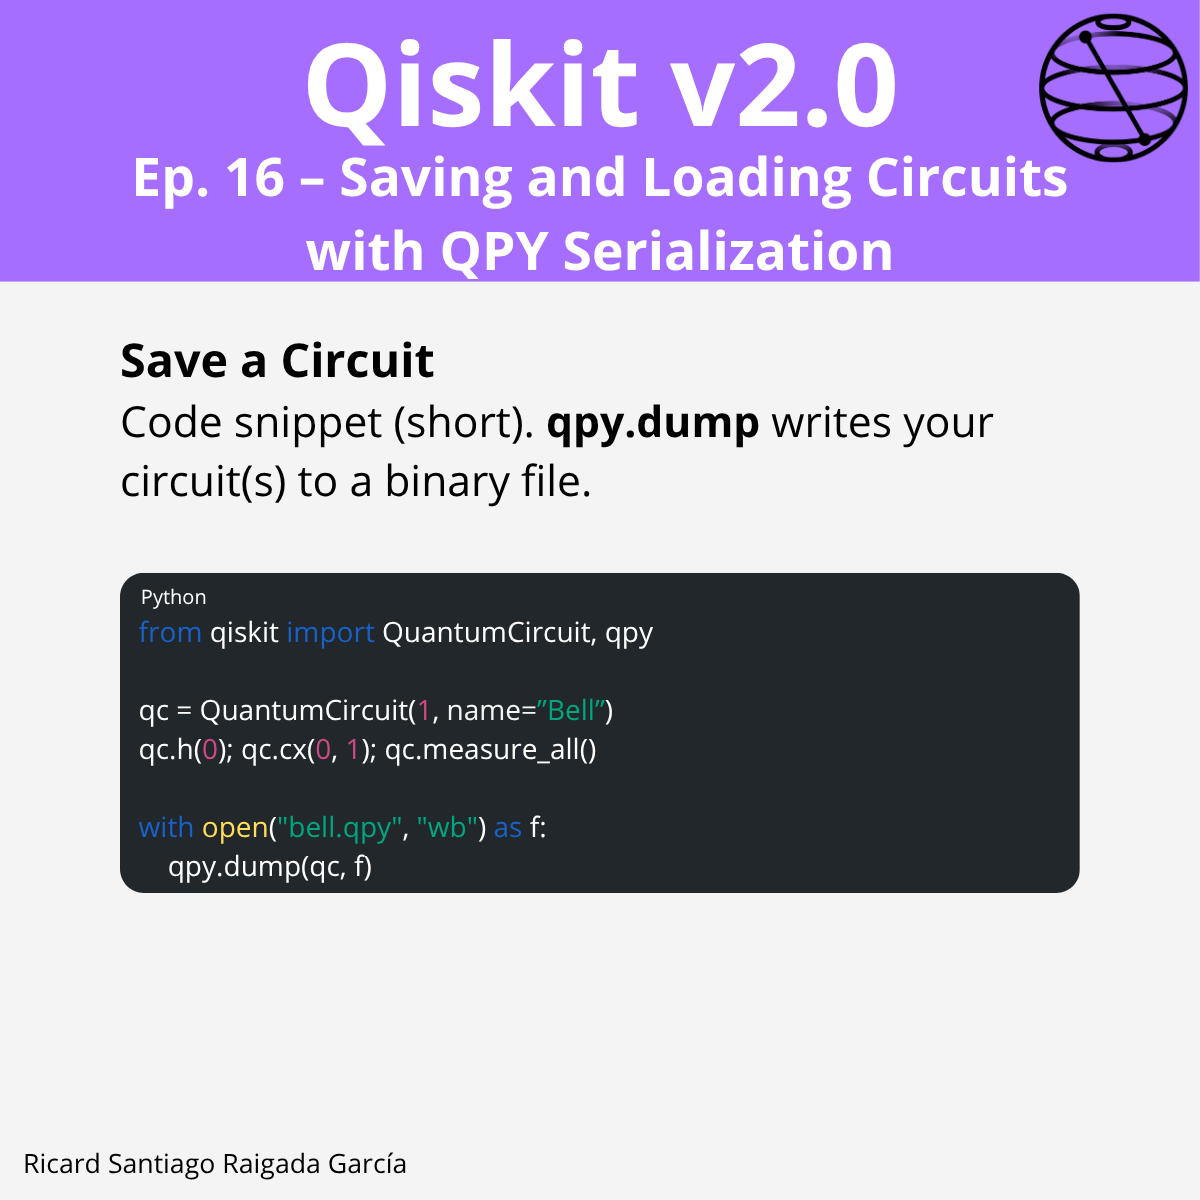 Qiskit v2.0
Ep. 16 – Saving and Loading Circuits
with QPY Serialization
Save a Circuit
Code snippet (short). qpy.dump writes your
circuit(s) to a binary file.
Python
from qiskit import QuantumCircuit, qpy
qc = QuantumCircuit(1, name=”Bell”)
qc.h(0); qc.cx(0, 1); qc.measure_all()
with open("bell.qpy", "wb") as f:
    qpy.dump(qc, f)
Ricard Santiago Raigada García